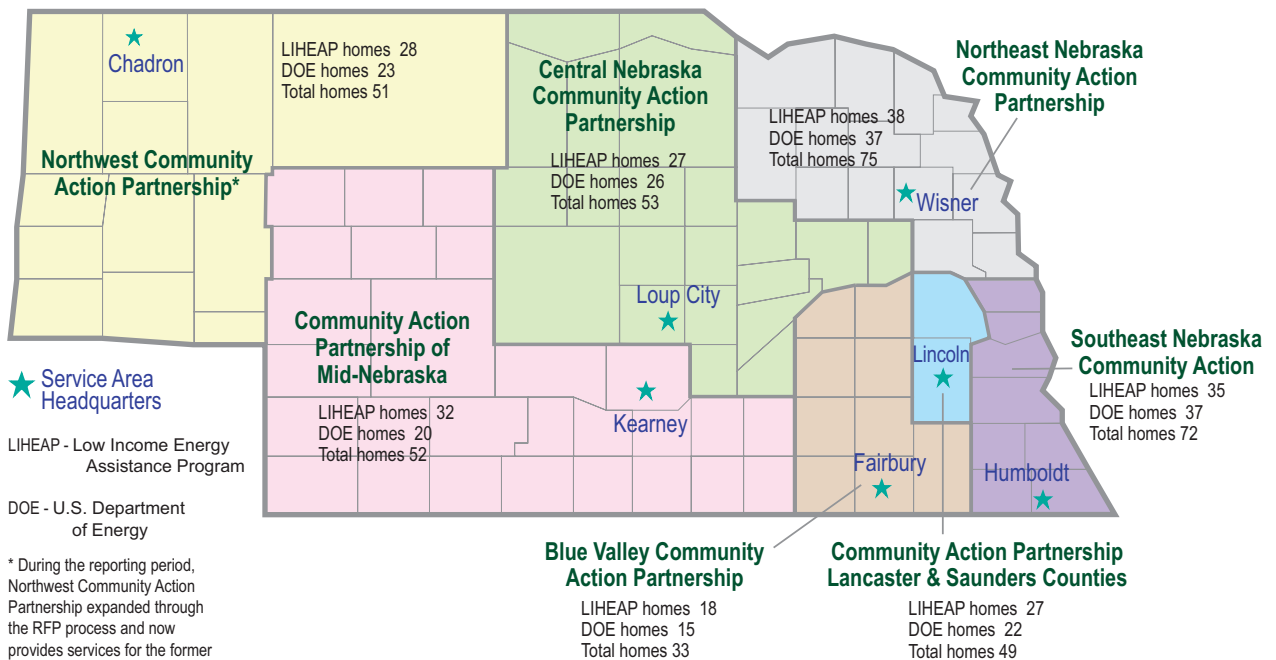 Chadron
LIHEAP homes 28
DOE homes 23
Total homes 51
Northwest Community
Action Partnership*
Central Nebraska
Community Action
Partnership
LIHEAP homes 27
DOE homes 26
Total homes 53
Northeast Nebraska
Community Action
Partnership
LIHEAP homes 38
DOE homes 37
Total homes 75
Wisner
Loup City
Community Action
Partnership of
Mid-Nebraska
LIHEAP homes 32
DOE homes 20
Total homes 52
Kearney
Lincoln
Southeast Nebraska
Community Action
LIHEAP homes 35
DOE homes 37
Total homes 72
Fairbury
Humboldt
Service Area
Headquarters
LIHEAP - Low Income Energy
Assistance Program
DOE - U.S. Department
of Energy
* During the reporting period,
Northwest Community Action
Partnership expanded through
the RFP process and now
provides services for the former
Blue Valley Community
Action Partnership
LIHEAP homes 18
DOE homes 15
Total homes 33
Community Action Partnership
Lancaster & Saunders Counties
LIHEAP homes 27
DOE homes 22
Total homes 49